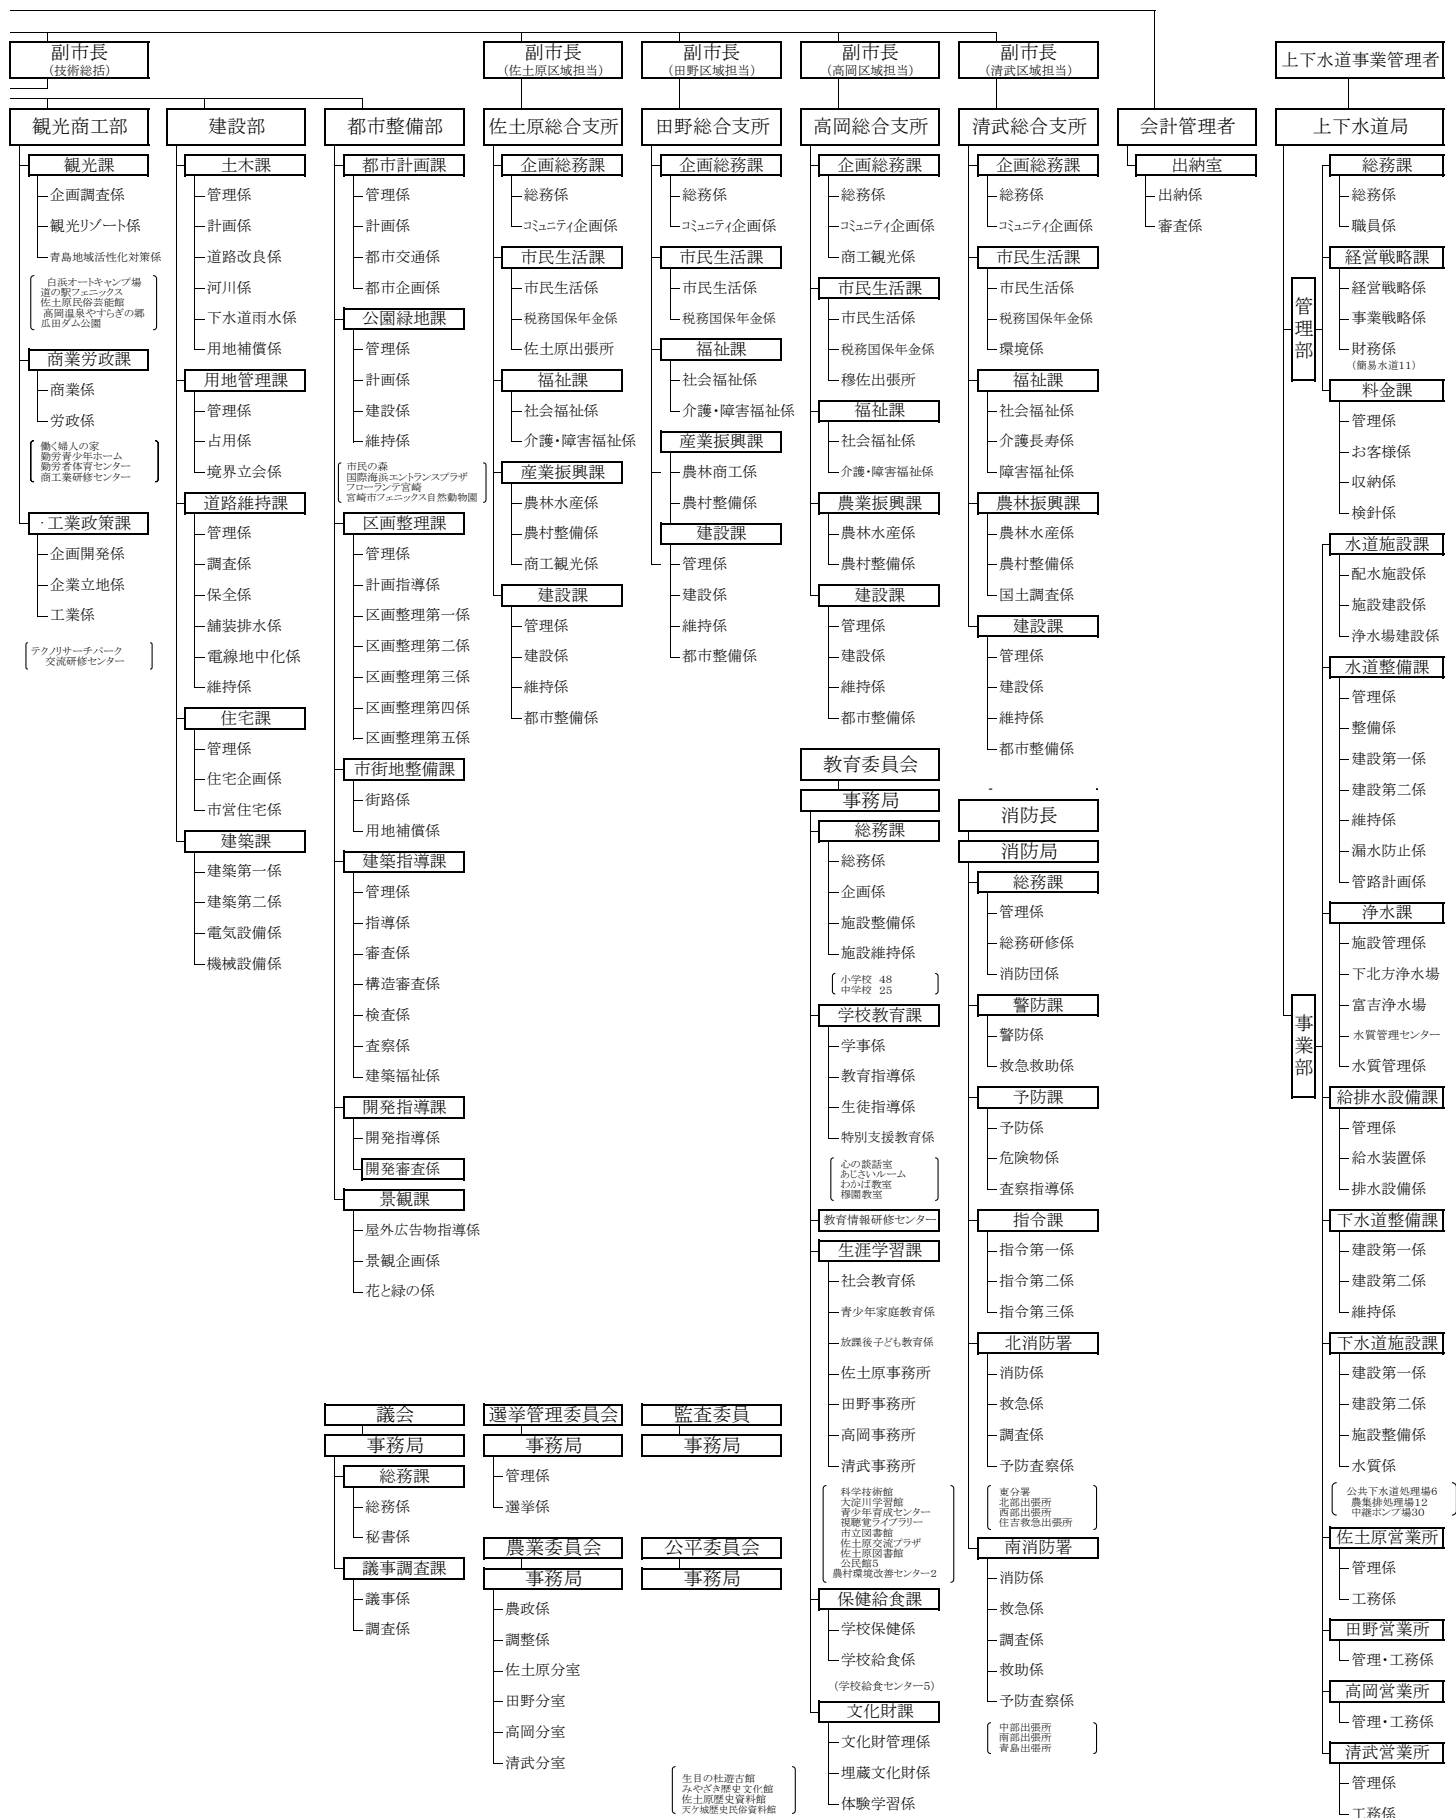 副市長
(技術総括)
観光商工部
観光課
企画調査係
観光リゾート係
青島地域活性化対策係
白浜オートキャンプ場
道の駅フェニックス
佐土原民俗芸能館
高岡温泉やすらぎの郷
瓜田ダム公園
商業労政課
商業係
労政係
働く婦人の家
勤労青少年ホーム
勤労者体育センター
商工業研修センター
工業政策課
企画開発係
企業立地係
工業係
テクノリサーチパーク
交流研修センター
建設部
土木課
管理係
計画係
道路改良係
河川係
下水道雨水係
用地補償係
用地管理課
管理係
占用係
境界立会係
道路維持課
管理係
調査係
保全係
舗装排水係
電線地中化係
維持係
住宅課
管理係
住宅企画係
市営住宅係
建築課
建築第一係
建築第二係
電気設備係
機械設備係
都市整備部
都市計画課
管理係
計画係
都市交通係
都市企画係
公園緑地課
管理係
計画係
建設係
維持係
市民の森
国際海浜エントランスプラザ
フローランテ宮崎
宮崎市フェニックス自然動物園
区画整理課
管理係
計画指導係
区画整理第一係
区画整理第二係
区画整理第三係
区画整理第四係
区画整理第五係
市街地整備課
街路係
用地補償係
建築指導課
管理係
指導係
審査係
構造審査係
検査係
査察係
建築福祉係
開発指導課
開発指導係
開発審査係
景観課
屋外広告物指導係
景観企画係
花と緑の係
議会
事務局
総務課
総務係
秘書係
議事調査課
議事係
調査係
副市長
(佐土原区域担当)
佐土原総合支所
企画総務課
総務係
コミュニティ企画係
市民生活課
市民生活係
税務国保年金係
佐土原出張所
福祉課
社会福祉係
介護・障害福祉係
産業振興課
農林水産係
農村整備係
商工観光係
建設課
管理係
建設係
維持係
都市整備係
選挙管理委員会
事務局
管理係
選挙係
農業委員会
事務局
農政係
調整係
佐土原分室
田野分室
高岡分室
清武分室
副市長
(田野区域担当)
田野総合支所
企画総務課
総務係
コミュニティ企画係
市民生活課
市民生活係
税務国保年金係
福祉課
社会福祉係
介護・障害福祉係
産業振興課
農林商工係
農村整備係
建設課
管理係
建設係
維持係
都市整備係
監査委員
事務局
公平委員会
事務局
副市長
(高岡区域担当)
高岡総合支所
企画総務課
総務係
コミュニティ企画係
商工観光係
市民生活課
市民生活係
税務国保年金係
穆佐出張所
福祉課
社会福祉係
介護・障害福祉係
農業振興課
農林水産係
農村整備係
建設課
管理係
建設係
維持係
都市整備係
教育委員会
事務局
総務課
総務係
企画係
施設整備係
施設維持係
小学校 48
中学校 25
学校教育課
学事係
教育指導係
生徒指導係
特別支援教育係
心の談話室
あじさいルーム
わかば教室
穆園教室
教育情報研修センター
生涯学習課
社会教育係
青少年家庭教育係
放課後子ども教育係
佐土原事務所
田野事務所
高岡事務所
清武事務所
科学技術館
大淀川学習館
青少年育成センター
視聴覚ライブラリー
市立図書館
佐土原交流プラザ
佐土原図書館
公民館5
農村環境改善センター2
保健給食課
学校保健係
学校給食係
(学校給食センター5)
文化財課
文化財管理係
埋蔵文化財係
体験学習係
生目の杜遊古館
みやざき歴史文化館
佐土原歴史資料館
天ケ城歴史民俗資料館
副市長
(清武区域担当)
清武総合支所
企画総務課
総務係
コミュニティ企画係
市民生活課
市民生活係
税務国保年金係
環境係
福祉課
社会福祉係
介護長寿係
障害福祉係
農林振興課
農林水産係
農村整備係
国土調査係
建設課
管理係
建設係
維持係
都市整備係
消防長
消防局
総務課
管理係
総務研修係
消防団係
警防課
警防係
救急救助係
予防課
予防係
危険物係
査察指導係
指令課
指令第一係
指令第二係
指令第三係
北消防署
消防係
救急係
調査係
予防査察係
東分署
北部出張所
西部出張所
住吉救急出張所
南消防署
消防係
救急係
調査係
救助係
予防査察係
中部出張所
南部出張所
青島出張所
会計管理者
出納室
出納係
審査係
上下水道事業管理者
上下水道局
管理部
総務課
総務係
職員係
経営戦略課
経営戦略係
事業戦略係
財務係
(簡易水道11)
料金課
管理係
お客様係
収納係
検針係
事業部
水道施設課
配水施設係
施設建設係
浄水場建設係
水道整備課
管理係
整備係
建設第一係
建設第二係
維持係
漏水防止係
管路計画係
浄水課
施設管理係
下北方浄水場
富吉浄水場
水質管理センター
水質管理係
給排水設備課
管理係
給水装置係
排水設備係
下水道整備課
建設第一係
建設第二係
維持係
下水道施設課
建設第一係
建設第二係
施設整備係
水質係
公共下水道処理場6
農集排処理場12
中継ポンプ場30
佐土原営業所
管理係
工務係
田野営業所
管理・工務係
高岡営業所
管理・工務係
清武営業所
管理係
工務係